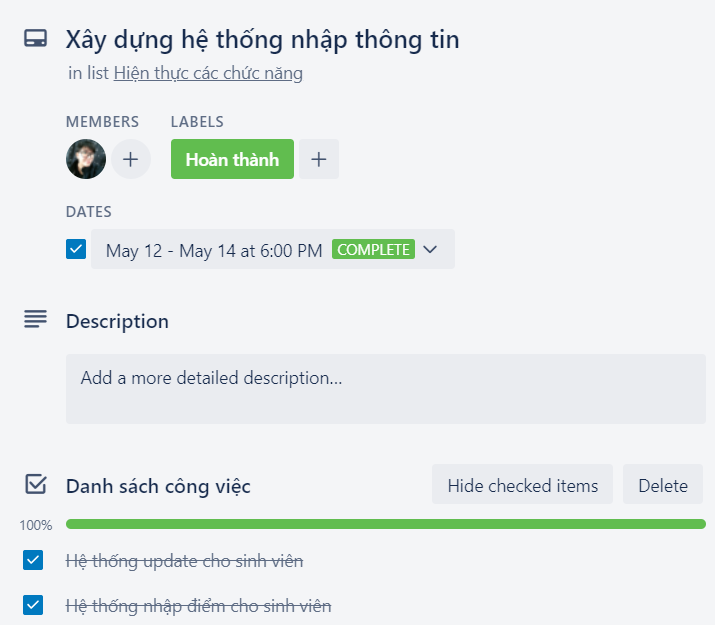 Xây dựng hệ thống nhập thông tin
in list Hiện thực các chức năng
MEMBERS LABELS
Hoàn thành
DATES
May 12 - May 14 at 6:00 PM COMPLETE
Description
Add a more detailed description...
Danh sách công việc Hide checked items Delete
100%
Hệ thống update cho sinh viên
Hệ thống nhập điểm cho sinh viên